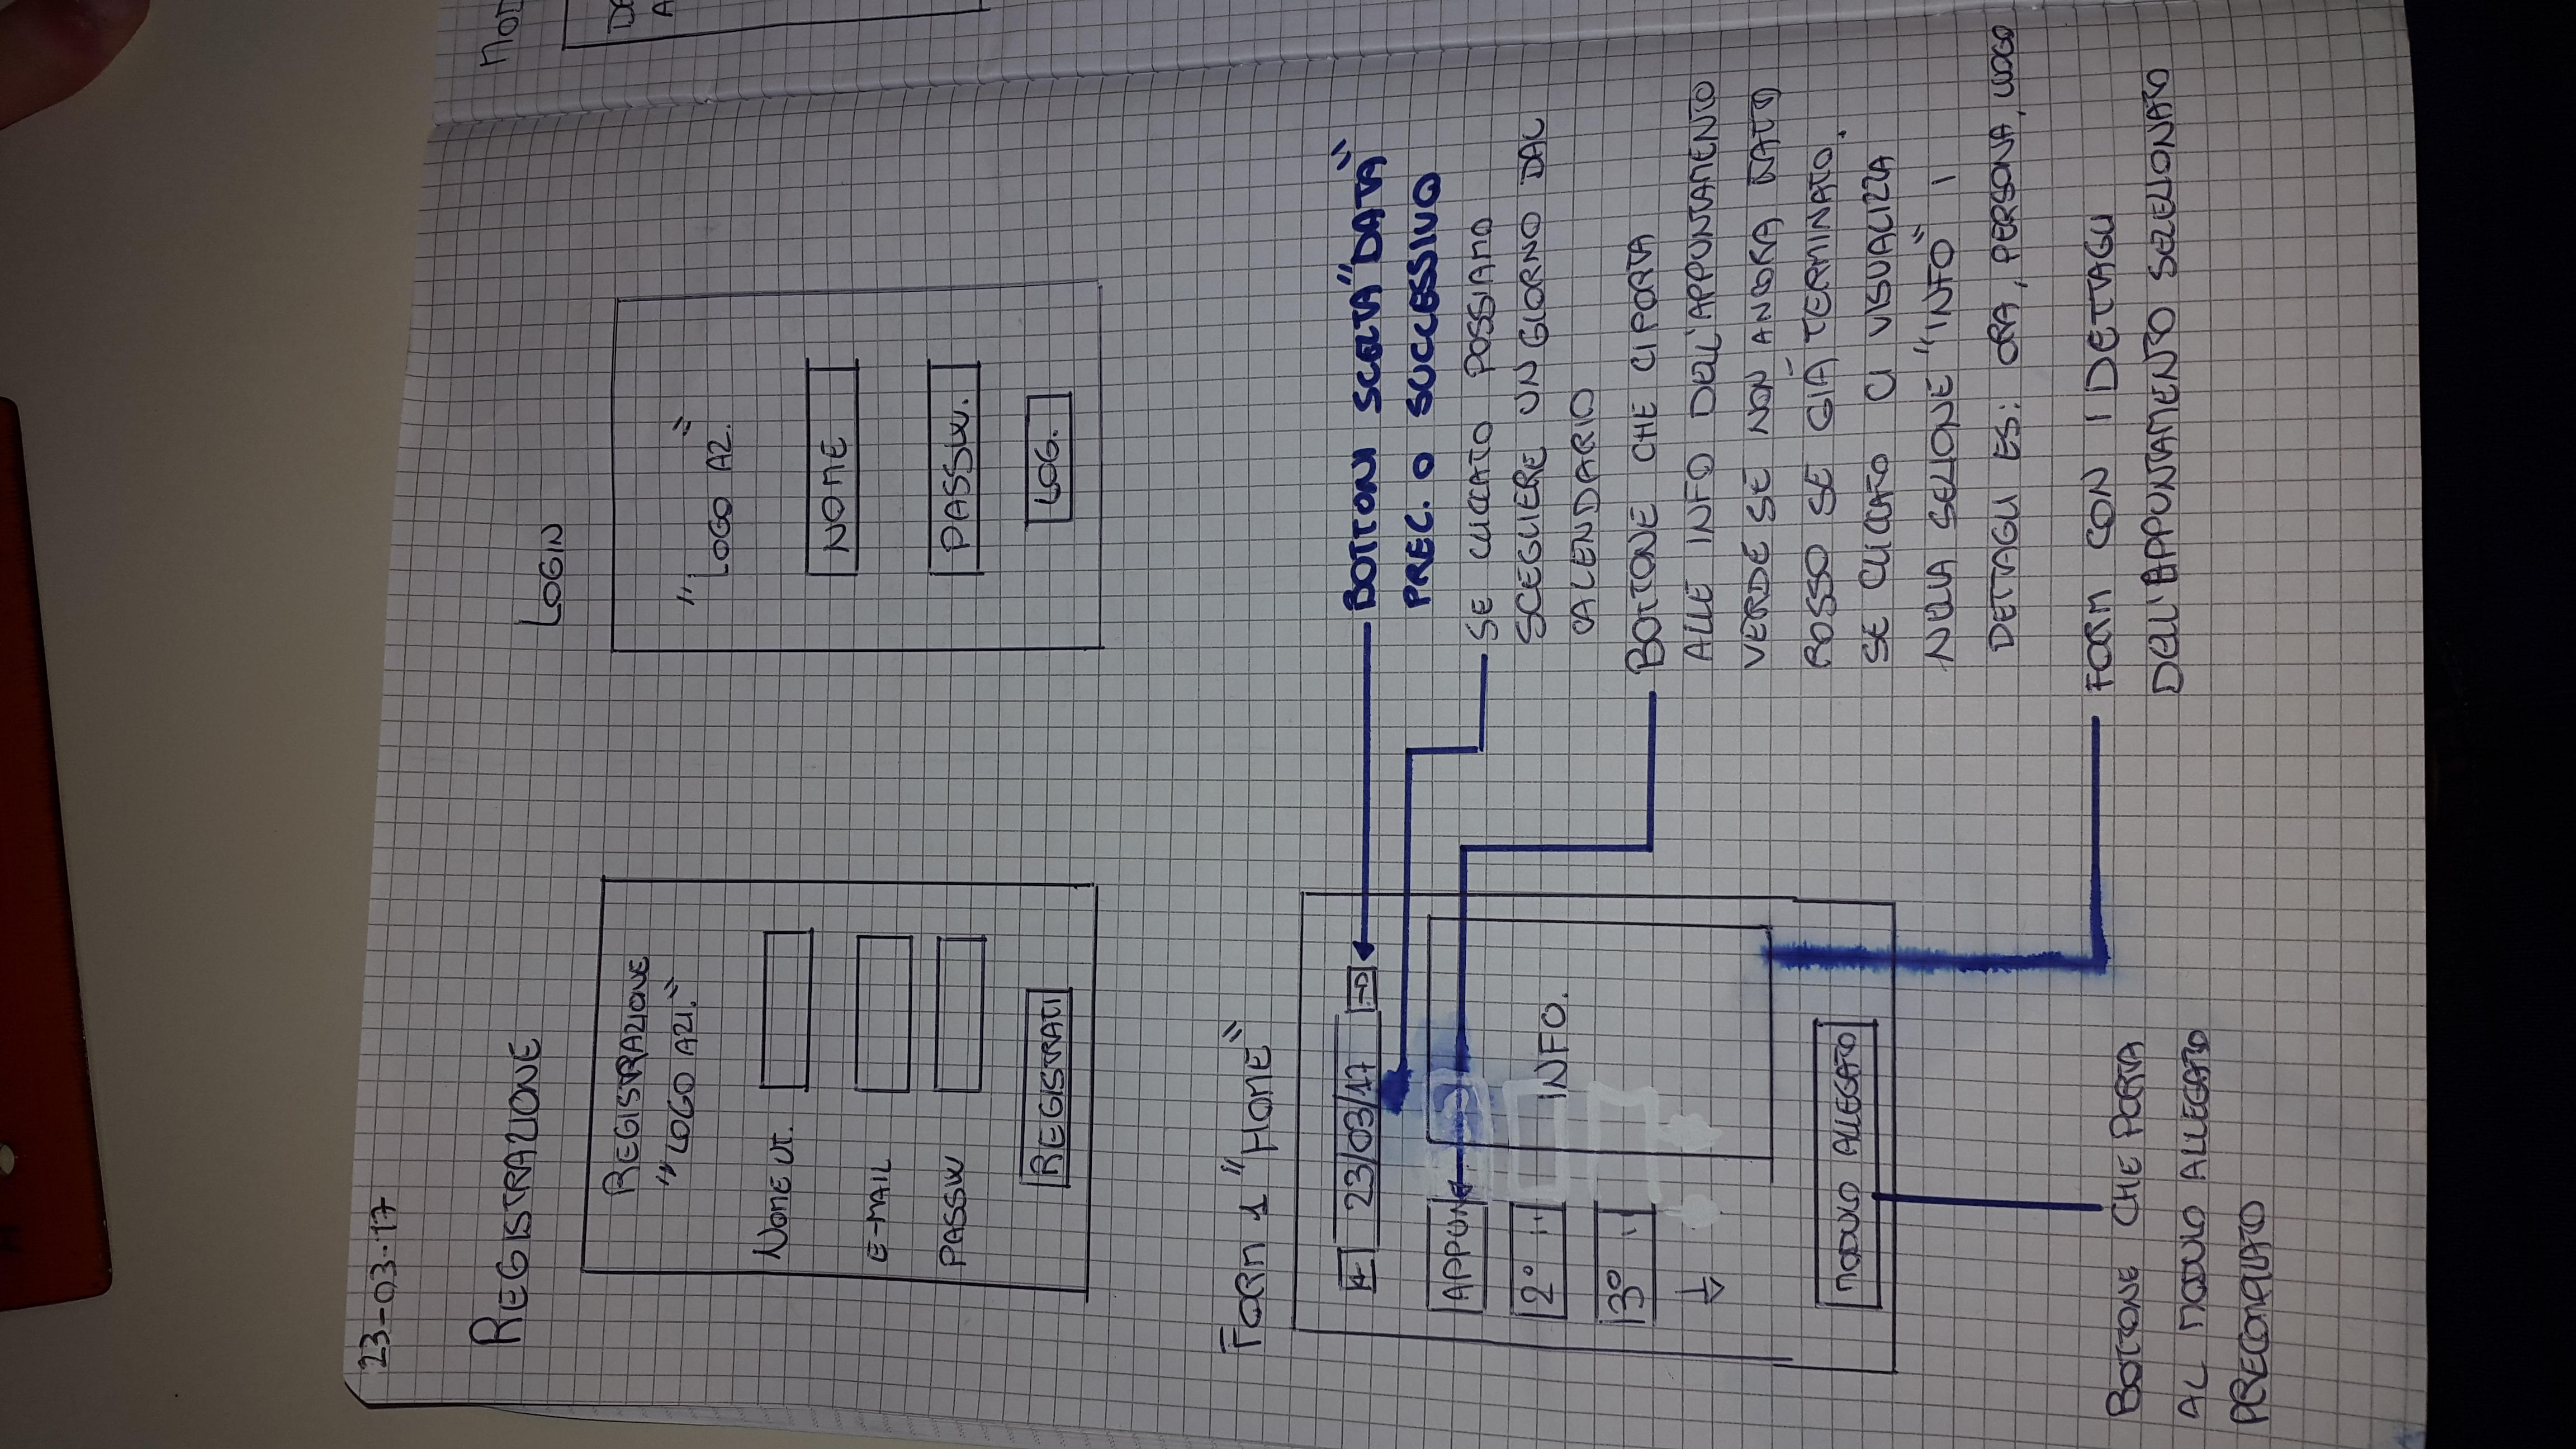 23-03-17
REGISTRAZIONE
LOGIN
REGISTRAZIONE
"LOGO AZI."
NOME UT.
E-MAIL
PASSW
REGISTRATI
"LOGO AZ."
NOME
PASSW.
LOG.
FORM 1 "HOME"
23/03/17
APPUN
2° "
3° "
INFO.
MODULO ALLEGATO
BOTTONI SCELTA "DATA"
PREC. O SUCCESSIVO
SE CLICCATO POSSIAMO
SCEGLIERE UN GIORNO DAL
CALENDARIO
BOTTONE CHE CI PORTA
ALLE INFO DELL'APPUNTAMENTO
VERDE SE NON ANCORA
ROSSO SE GIÀ TERMINATO.
SE CLICCATO CI VISUALIZZA
NELLA SEZIONE "INFO" I
DETTAGLI ES: ORA, PERSONA, LUOGO
FORM CON I DETTAGLI
DELL'APPUNTAMENTO SELEZIONATO
BOTTONE CHE PORTA
AL MODULO ALLEGATO
PRECOMPILATO